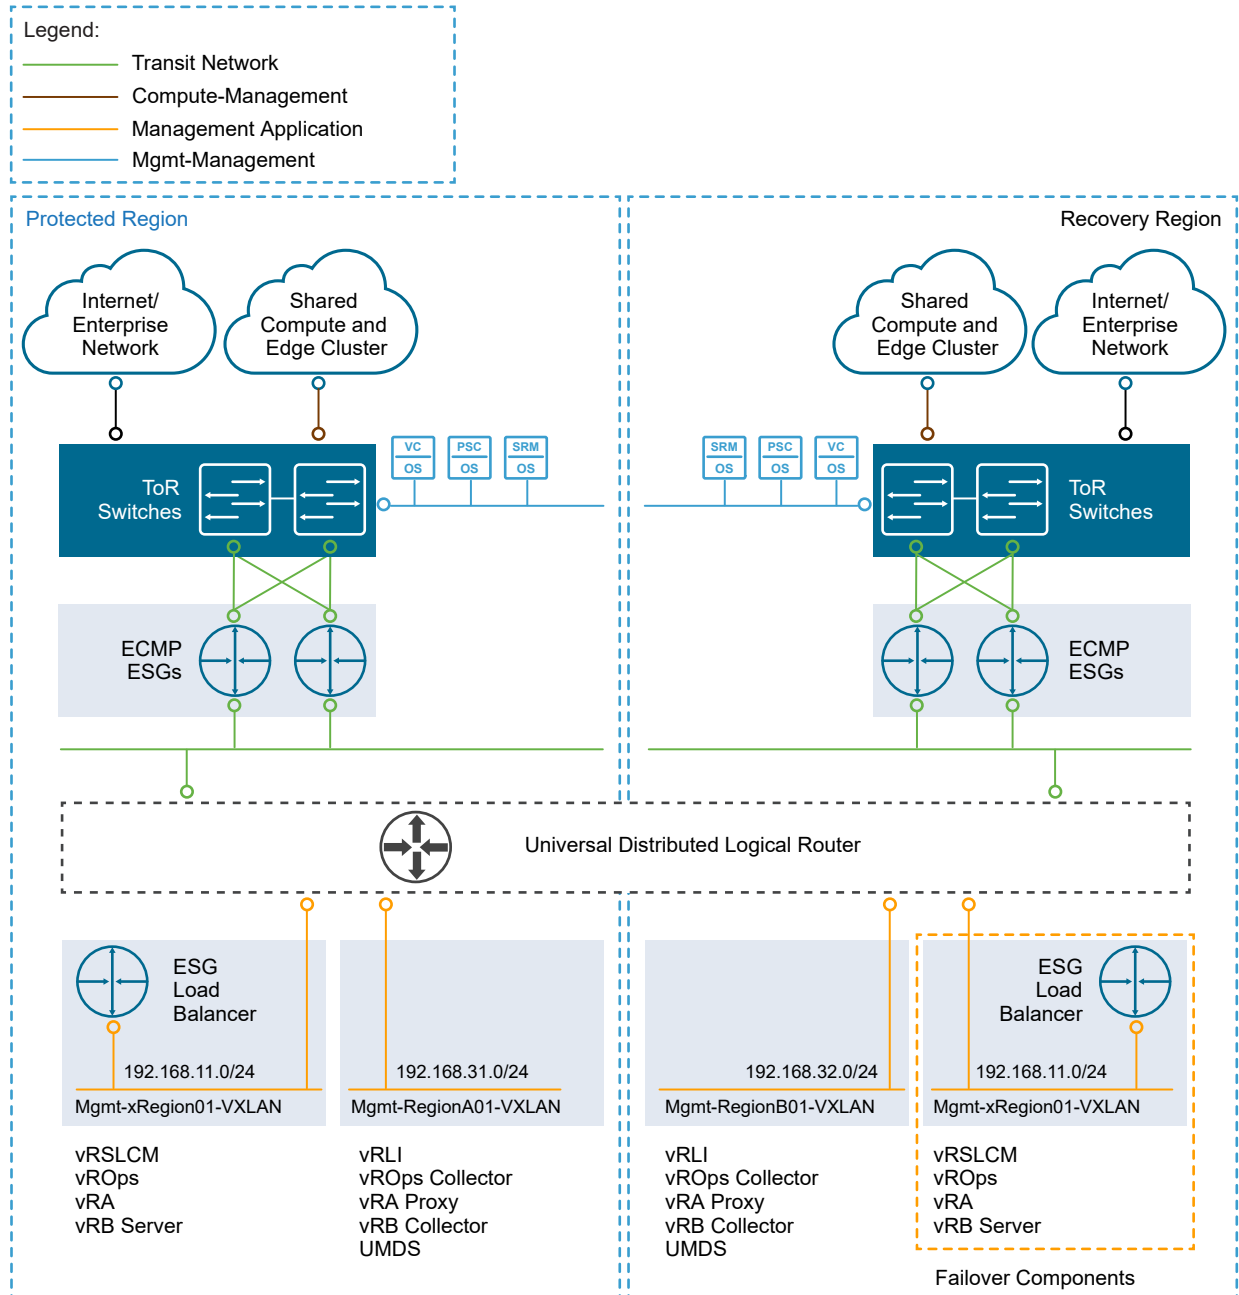 Legend:
Transit Network
Compute-Management
Management Application
Mgmt-Management
Protected Region
Recovery Region
Internet/
Enterprise
Network
Shared
Compute and
Edge Cluster
Shared
Compute and
Edge Cluster
Internet/
Enterprise
Network
VC
OS
PSC
OS
SRM
OS
SRM
OS
PSC
OS
VC
OS
ToR
Switches
ToR
Switches
ECMP
ESGs
ECMP
ESGs
Universal Distributed Logical Router
ESG
Load
Balancer
192.168.11.0/24
Mgmt-xRegion01-VXLAN
192.168.31.0/24
Mgmt-RegionA01-VXLAN
192.168.32.0/24
Mgmt-RegionB01-VXLAN
ESG
Load
Balancer
192.168.11.0/24
Mgmt-xRegion01-VXLAN
vRSLCM
vROps
vRA
vRB Server
vRLI
vROps Collector
vRA Proxy
vRB Collector
UMDS
vRLI
vROps Collector
vRA Proxy
vRB Collector
UMDS
vRSLCM
vROps
vRA
vRB Server
Failover Components